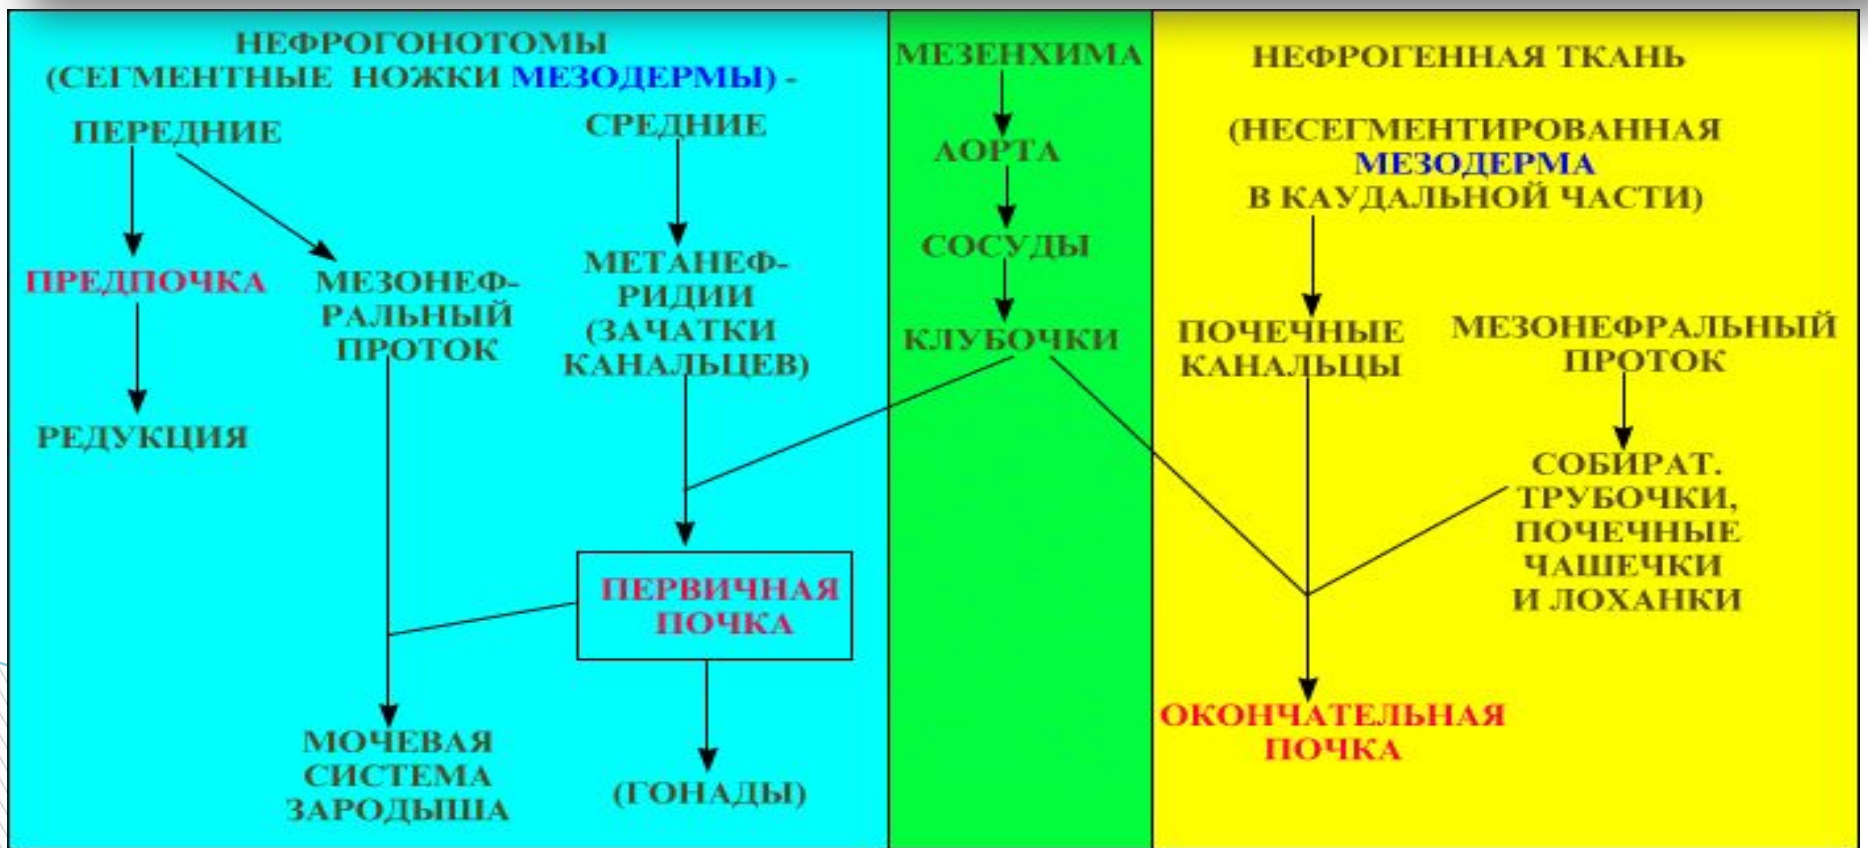 НЕФРОГОНОТОМЫ
(СЕГМЕНТНЫЕ НОЖКИ МЕЗОДЕРМЫ) -
ПЕРЕДНИЕ
ПРЕДПОЧКА
РЕДУКЦИЯ
МЕЗОНЕФ-
РАЛЬНЫЙ
ПРОТОК
МОЧЕВАЯ
СИСТЕМА
ЗАРОДЫША
СРЕДНИЕ
МЕТАНЕФ-
РИДИИ
(ЗАЧАТКИ
КАНАЛЬЦЕВ)
ПЕРВИЧНАЯ
ПОЧКА
(ГОНАДЫ)
МЕЗЕНХИМА
АОРТА
СОСУДЫ
КЛУБОЧКИ
НЕФРОГЕННАЯ ТКАНЬ
(НЕСЕГМЕНТИРОВАННАЯ
МЕЗОДЕРМА
В КАУДАЛЬНОЙ ЧАСТИ)
ПОЧЕЧНЫЕ
КАНАЛЬЦЫ
МЕЗОНЕФРАЛЬНЫЙ
ПРОТОК
СОБИРАТ.
ТРУБОЧКИ,
ПОЧЕЧНЫЕ
ЧАШЕЧКИ
И ЛОХАНКИ
ОКОНЧАТЕЛЬНАЯ
ПОЧКА